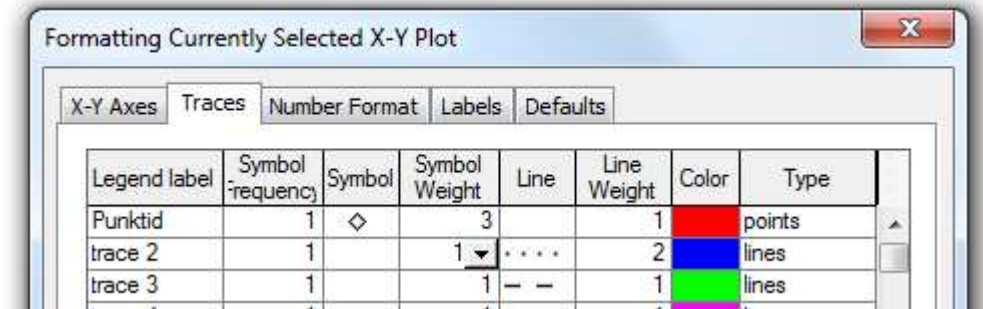 Formatting Currently Selected X-Y Plot
X-Y Axes Traces Number Format Labels Defaults
Legend label Symbol Frequency Symbol Symbol Weight Line Line Weight Color Type
Punktid 1 3 1 points
trace 2 1 1 2 lines
trace 3 1 1 1 lines